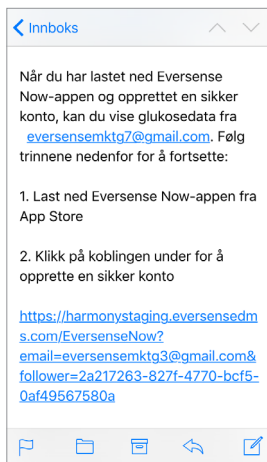 Innboks
Når du har lastet ned Eversense
Now-appen og opprettet en sikker
konto, kan du vise glukosedata fra
eversensemktg7@gmail.com. Følg
trinnene nedenfor for å fortsette:
1. Last ned Eversense Now-appen fra
App Store
2. Klikk på koblingen under for å
opprette en sikker konto
https://harmonystaging.eversensedm
s.com/EversenseNow?
email=eversensemktg3@gmail.com&
follower=2a217263-827f-4770-bcf5-
0af49567580a